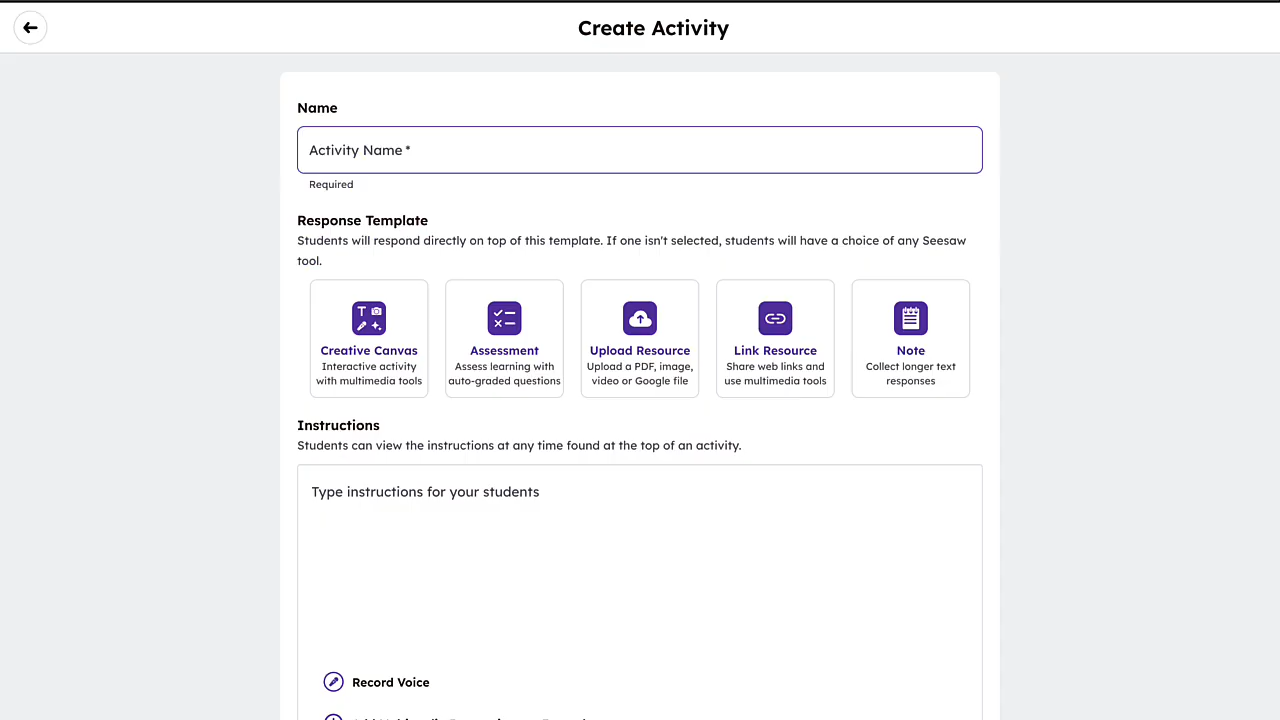 Create Activity
Name
Activity Name *
Required
Response Template
Students will respond directly on top of this template. If one isn't selected, students will have a choice of any Seesaw
tool.
Creative Canvas
Interactive activity
with multimedia tools
Assessment
Assess learning with
auto-graded questions
Upload Resource
Upload a PDF, image,
video or Google file
Link Resource
Share web links and
use multimedia tools
Note
Collect longer text
responses
Instructions
Students can view the instructions at any time found at the top of an activity.
Type instructions for your students
Record Voice